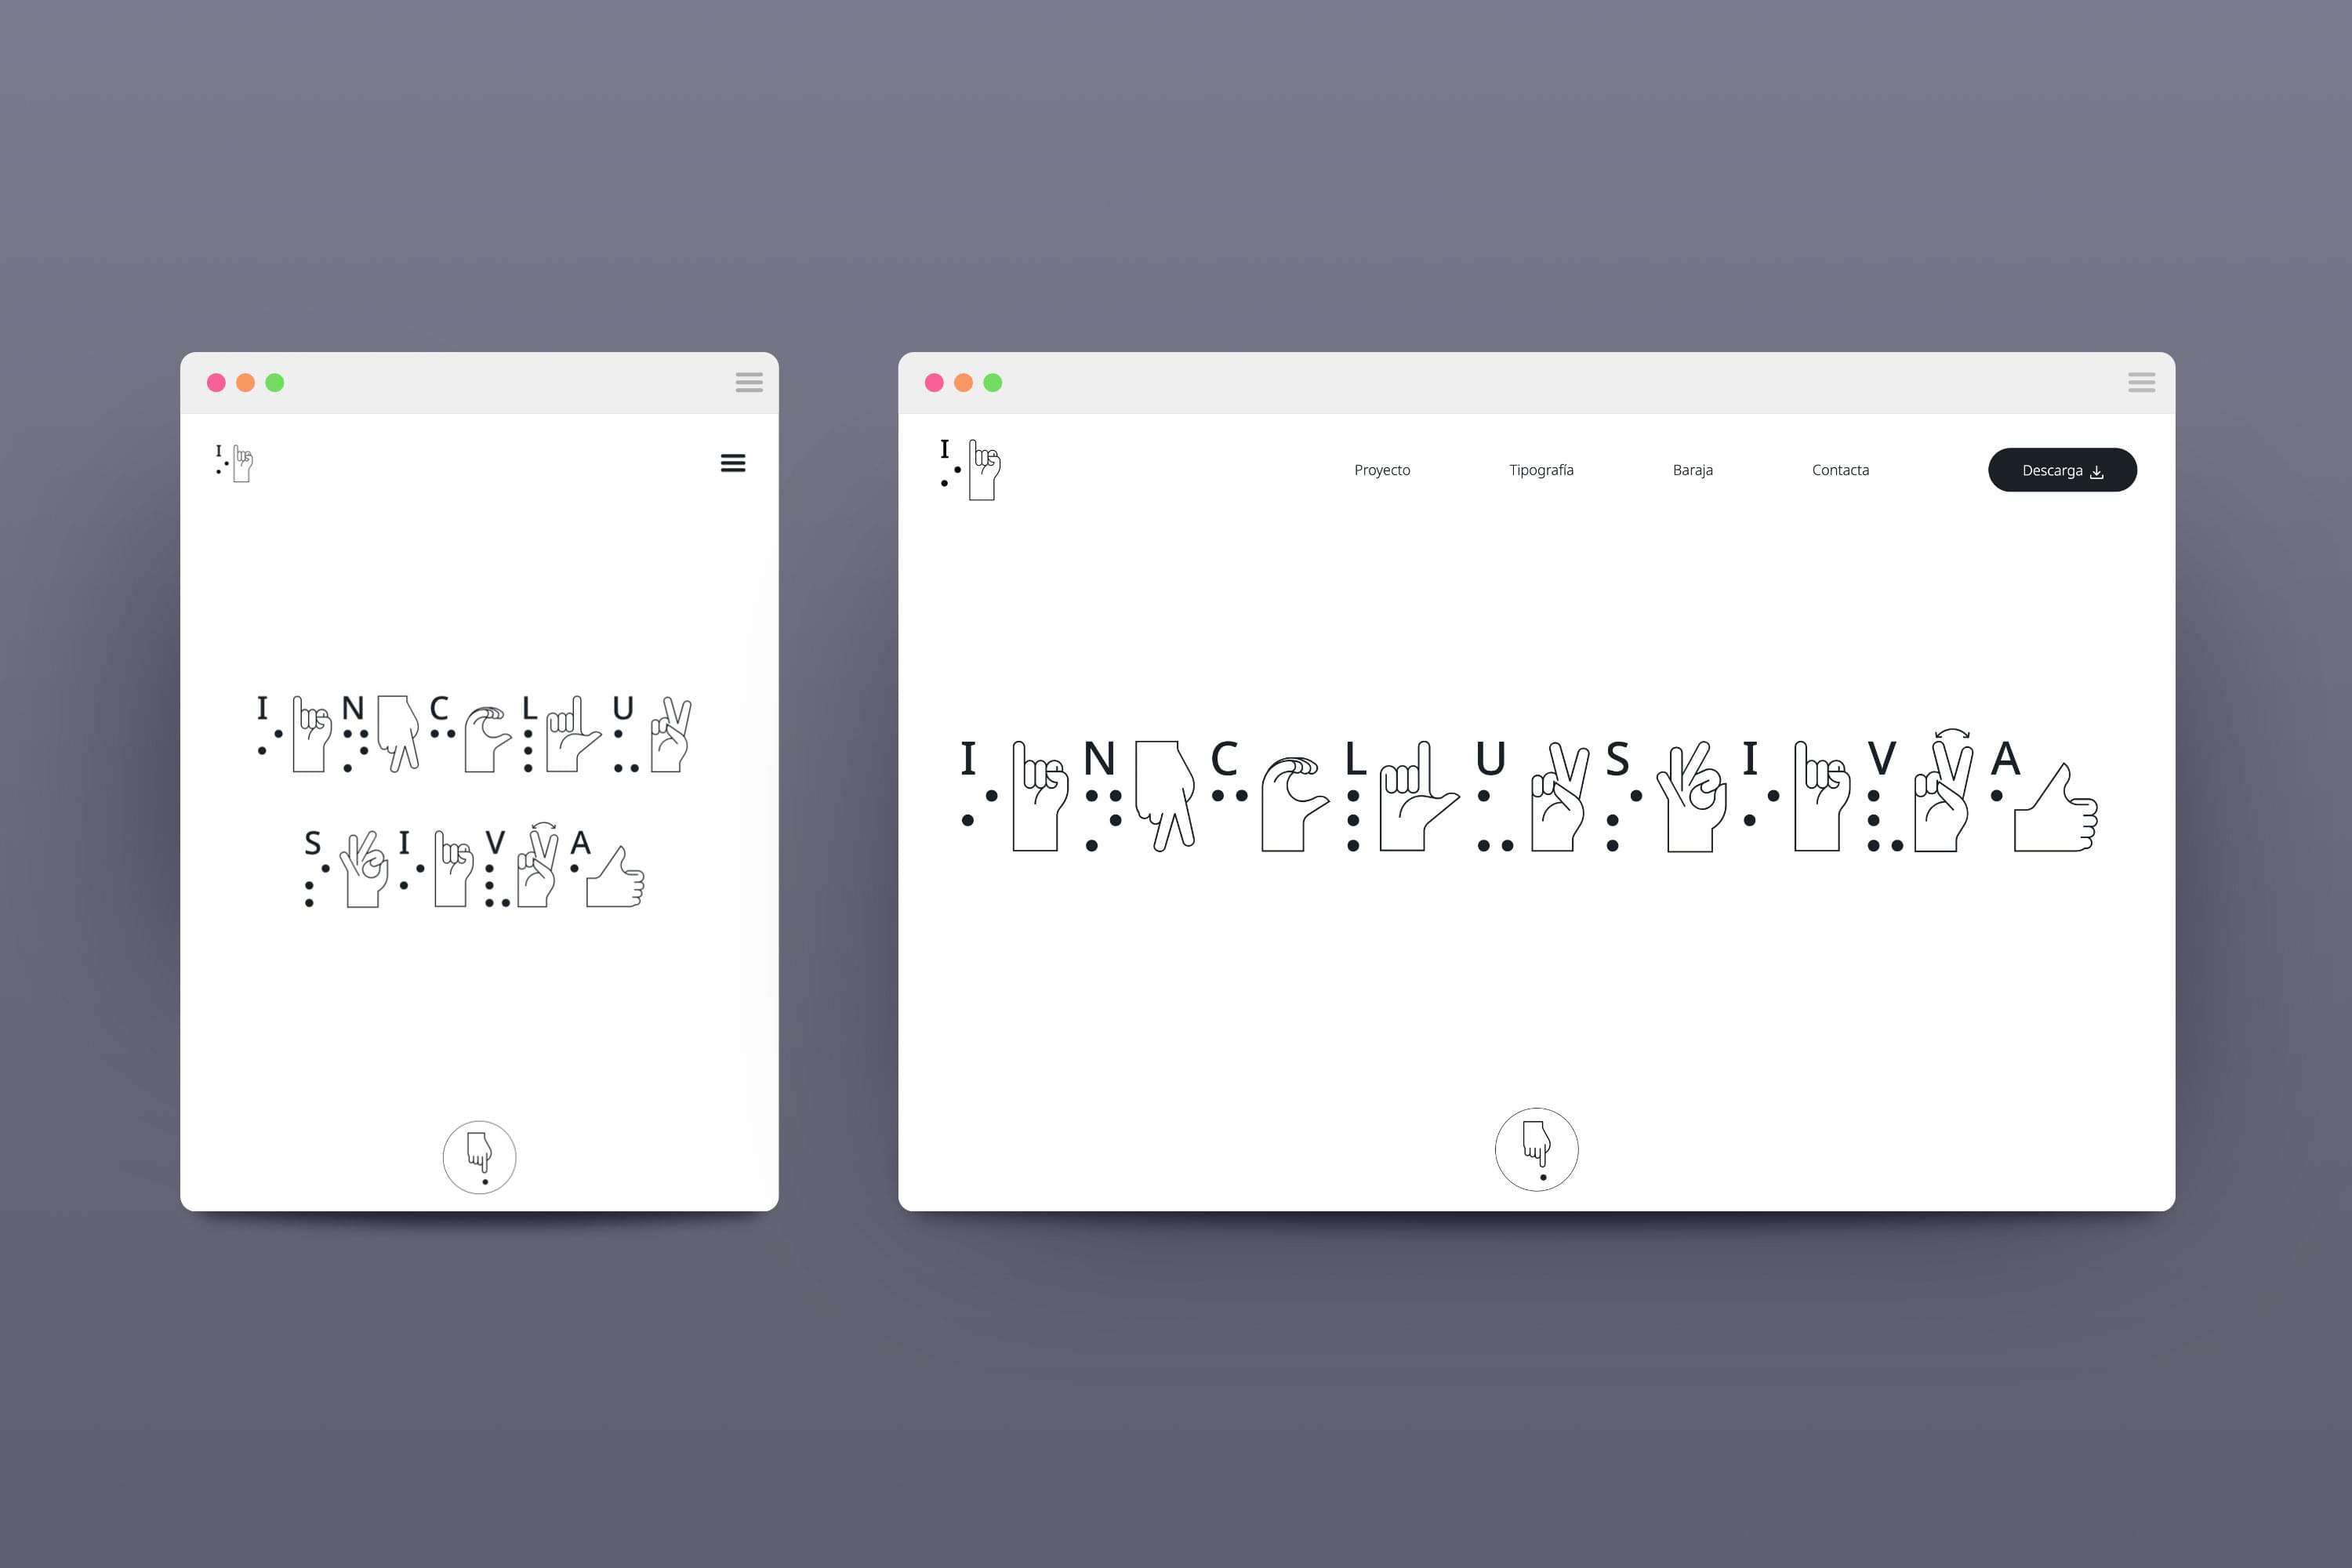 I
I N C L U
S I V A
I
Proyecto Tipografía Baraja Contacta Descarga
I N C L U S I V A